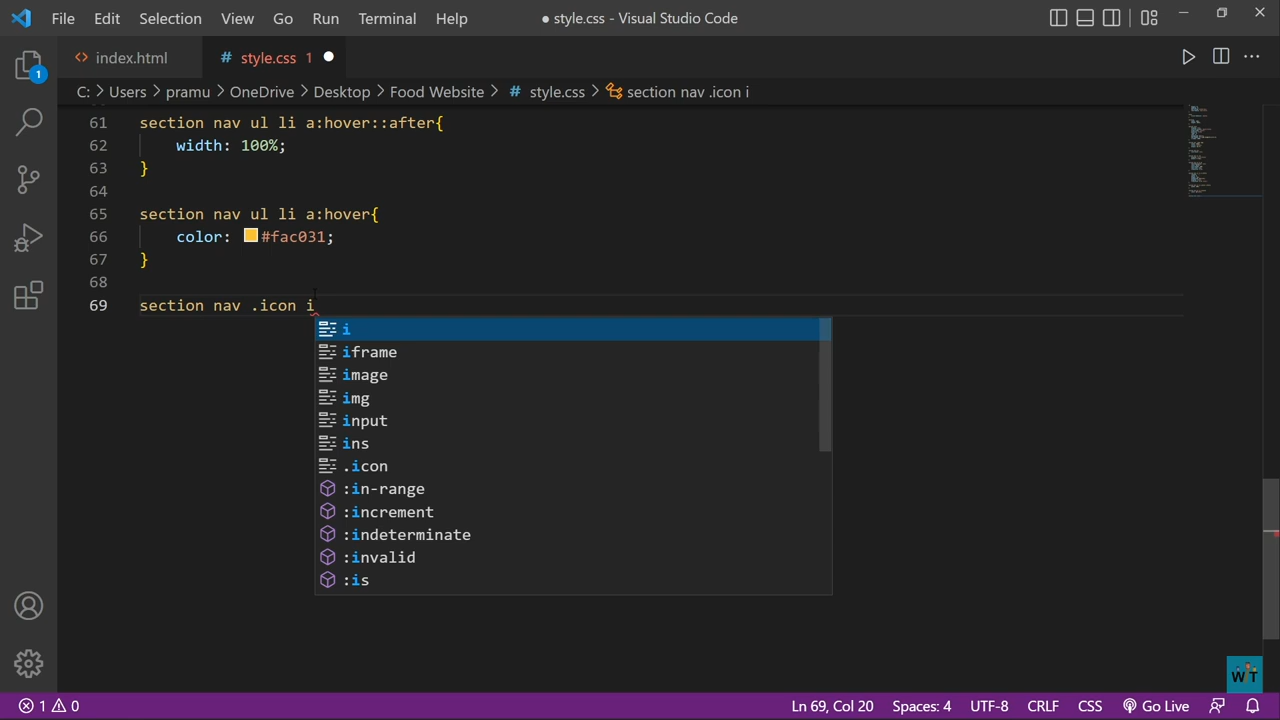 File Edit Selection View Go Run Terminal Help ● style.css - Visual Studio Code
<> index.html # style.css 1 ●
1
C: > Users > pramu > OneDrive > Desktop > Food Website > # style.css > section nav .icon i
61 section nav ul li a:hover::after{
62 width: 100%;
63 }
64
65 section nav ul li a:hover{
66 color: #fac031;
67 }
68
69 section nav .icon i
i
iframe
image
img
input
ins
.icon
:in-range
:increment
:indeterminate
:invalid
:is
WT
1 0 Ln 69, Col 20 Spaces: 4 UTF-8 CRLF CSS Go Live